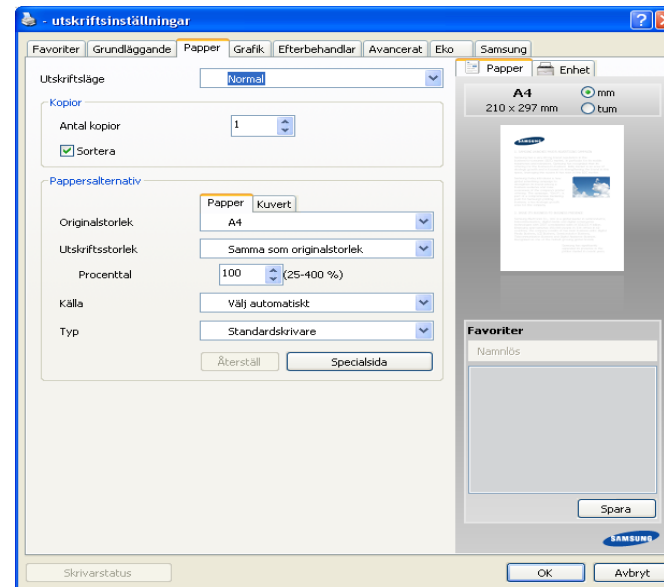 - utskriftsinställningar
Favoriter Grundläggande Papper Grafik Efterbehandlar Avancerat Eko Samsung
Utskriftsläge Normal
Kopior
Antal kopior 1
Sortera
Pappersalternativ
Papper Kuvert
Originalstorlek A4
Utskriftsstorlek Samma som originalstorlek
Procenttal 100 (25-400 %)
Källa Välj automatiskt
Typ Standardskrivare
Återställ Specialsida
Papper Enhet
A4
210 x 297 mm
mm
tum
SAMSUNG
Favoriter
Namnlös
Spara
SAMSUNG
Skrivarstatus OK Avbryt